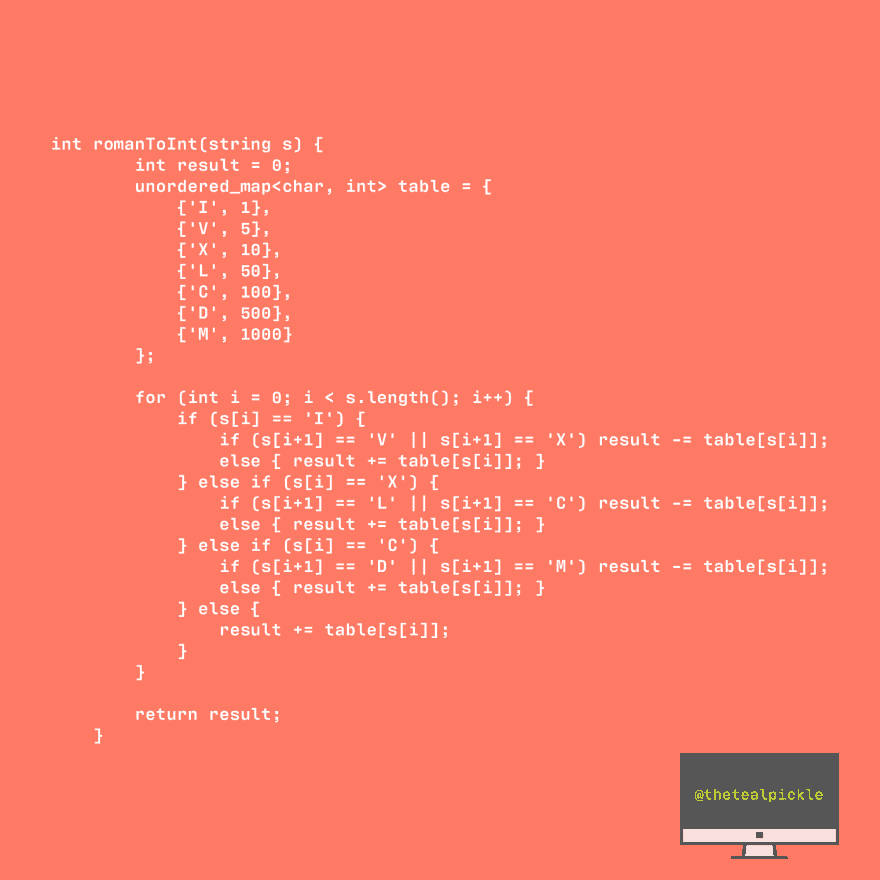 int romanToInt(string s) {
        int result = 0;
        unordered_map<char, int> table = {
            {'I', 1},
            {'V', 5},
            {'X', 10},
            {'L', 50},
            {'C', 100},
            {'D', 500},
            {'M', 1000}
        };

        for (int i = 0; i < s.length(); i++) {
            if (s[i] == 'I') {
                if (s[i+1] == 'V' || s[i+1] == 'X') result -= table[s[i]];
                else { result += table[s[i]]; }
            } else if (s[i] == 'X') {
                if (s[i+1] == 'L' || s[i+1] == 'C') result -= table[s[i]];
                else { result += table[s[i]]; }
            } else if (s[i] == 'C') {
                if (s[i+1] == 'D' || s[i+1] == 'M') result -= table[s[i]];
                else { result += table[s[i]]; }
            } else {
                result += table[s[i]];
            }
        }

        return result;
    }
@thetealpickle